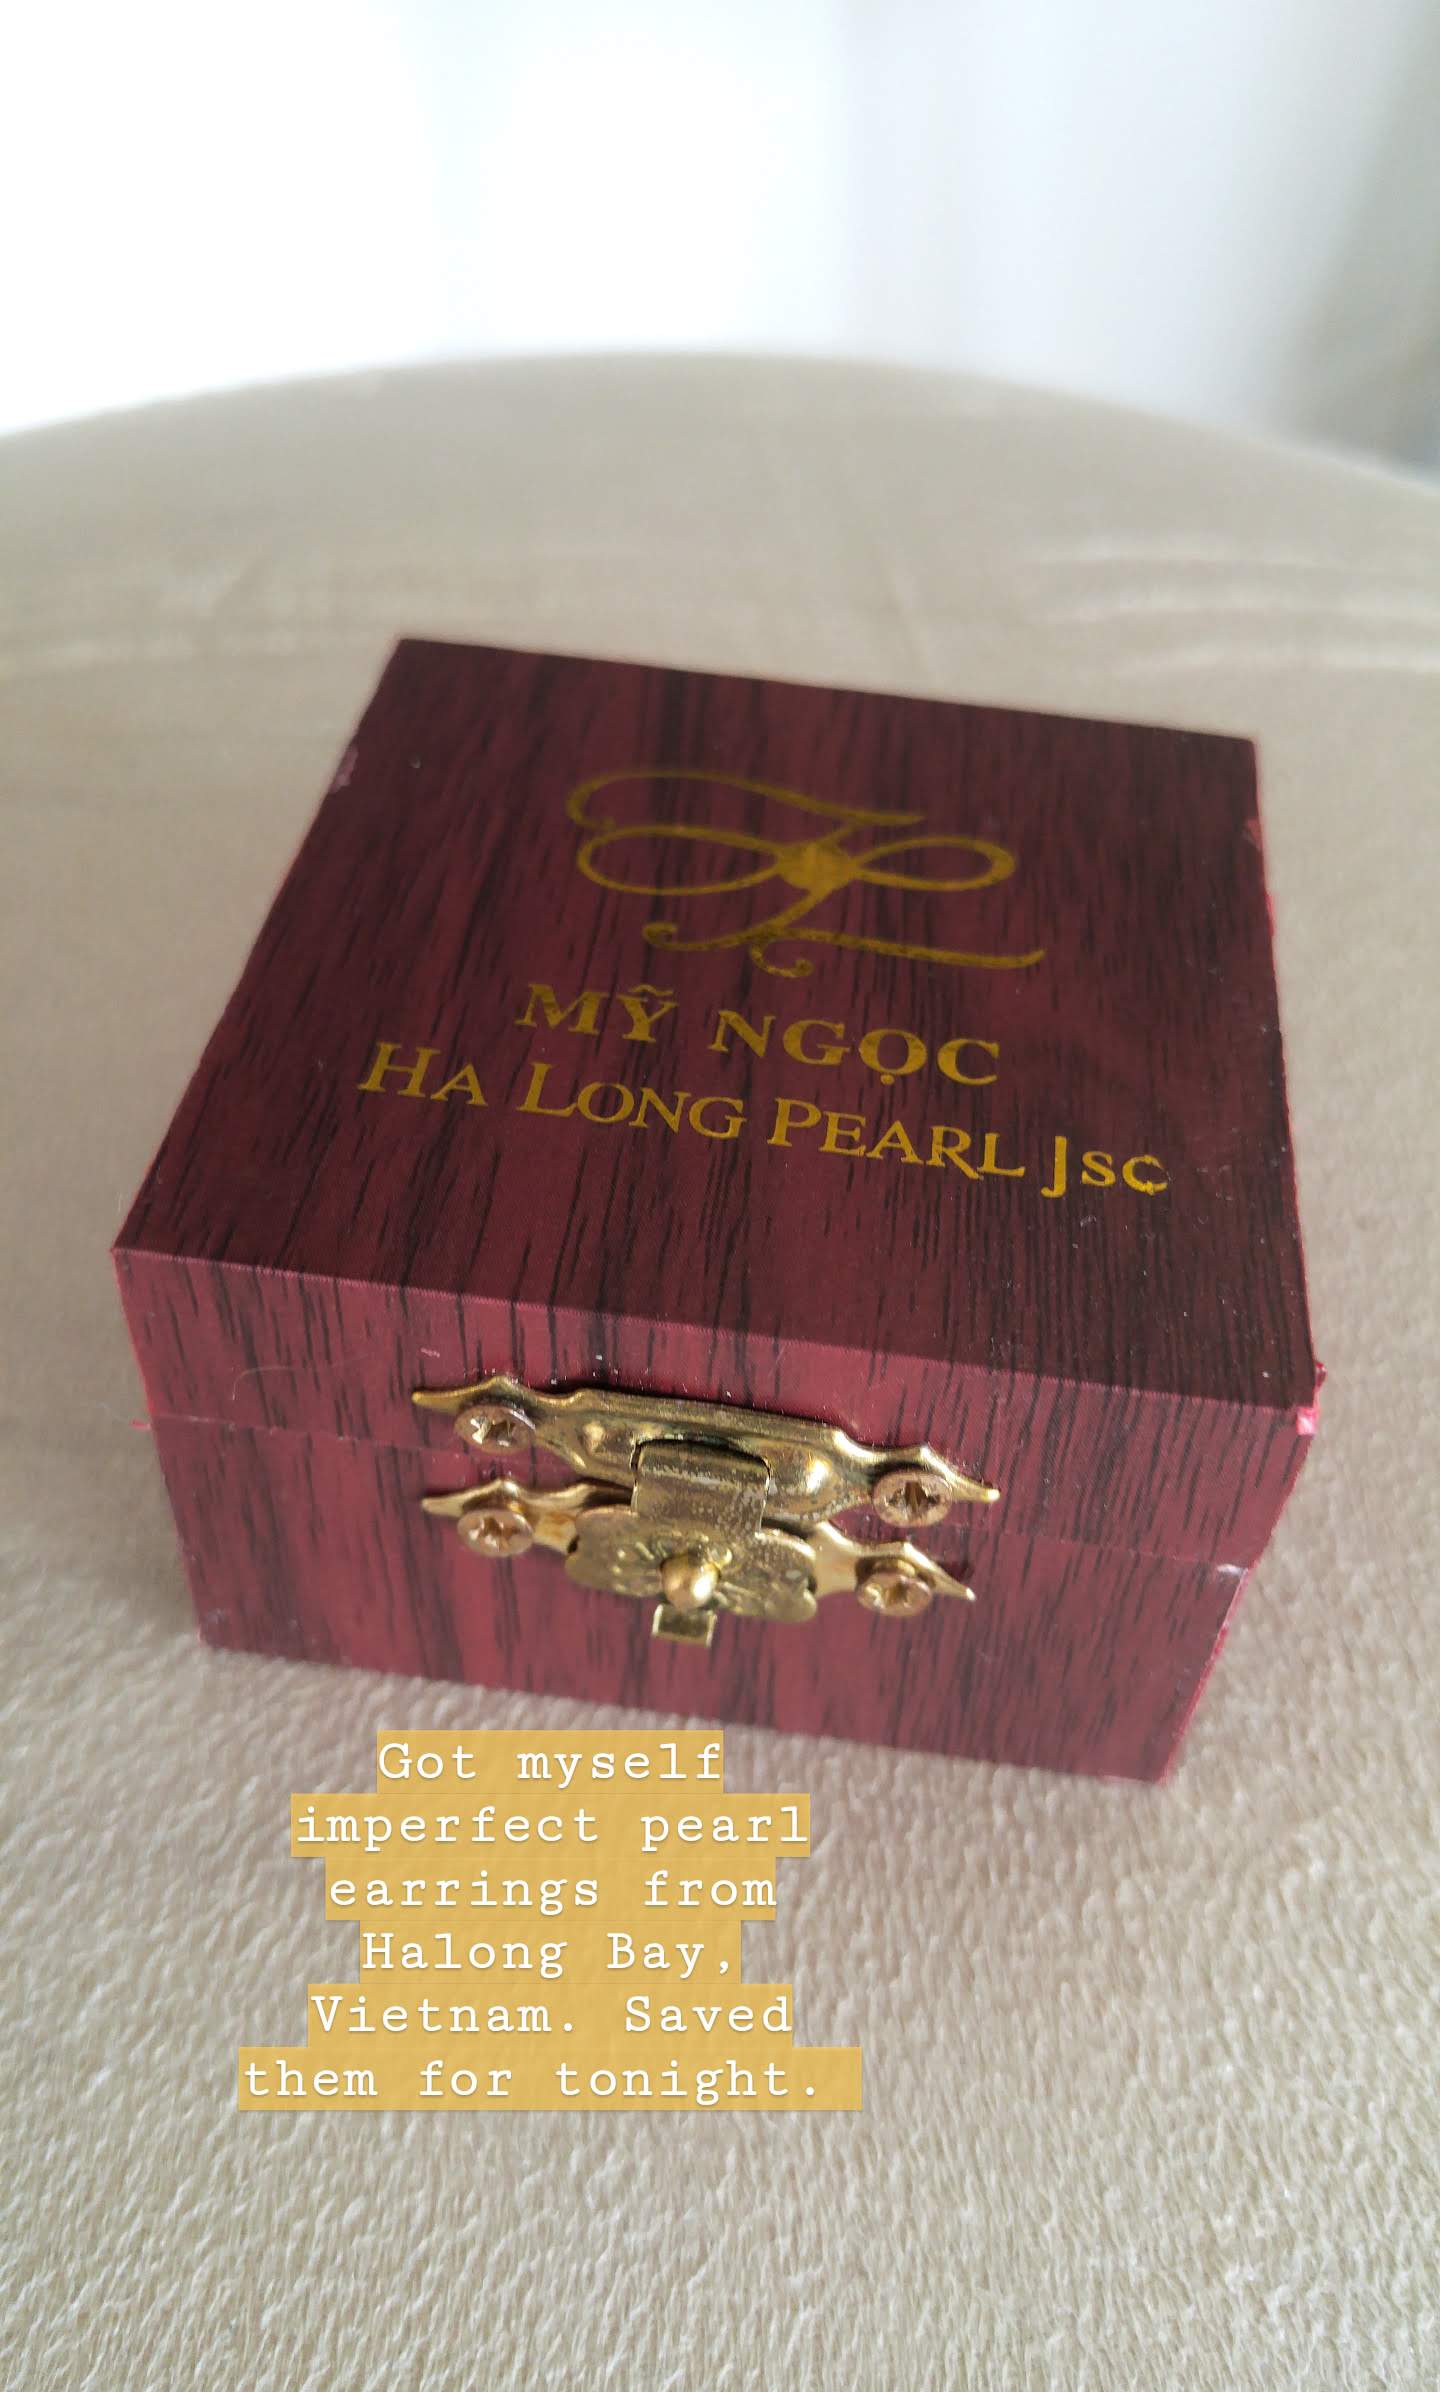 MỸ NGỌC
HA LONG PEARL JSC
Got myself
imperfect pearl
earrings from
Halong Bay,
Vietnam. Saved
them for tonight.